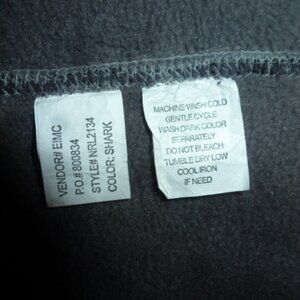 VENDOR# EIMC
P.O.# 800834
STYLE# NRL2134
COLOR: SHARK
MACHINE WASH COLD
GENTLE CYCLE
WASH DARK COLOR
SEPARATELY
DO NOT BLEACH
TUMBLE DRY LOW
COOL IRON
IF NEED